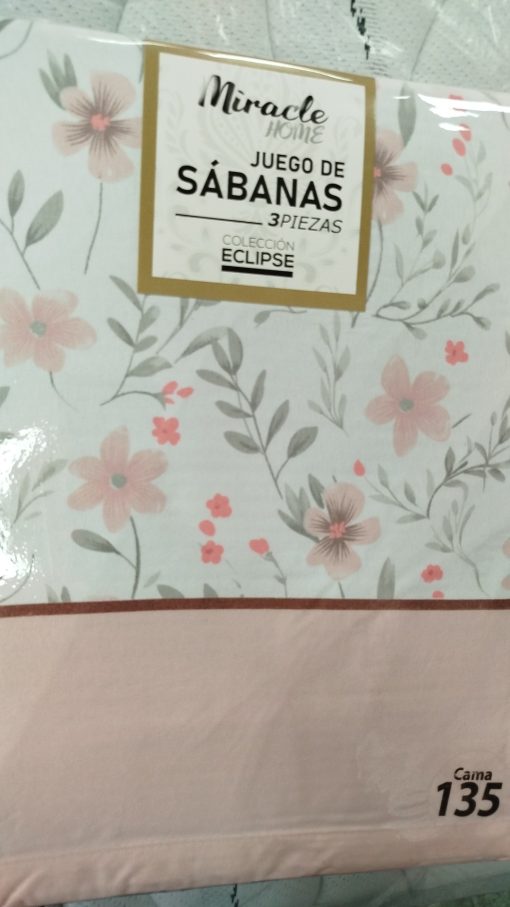 Miracle
HOME
JUEGO DE
SÁBANAS
3PIEZAS
COLECCIÓN
ECLIPSE
Cama
135